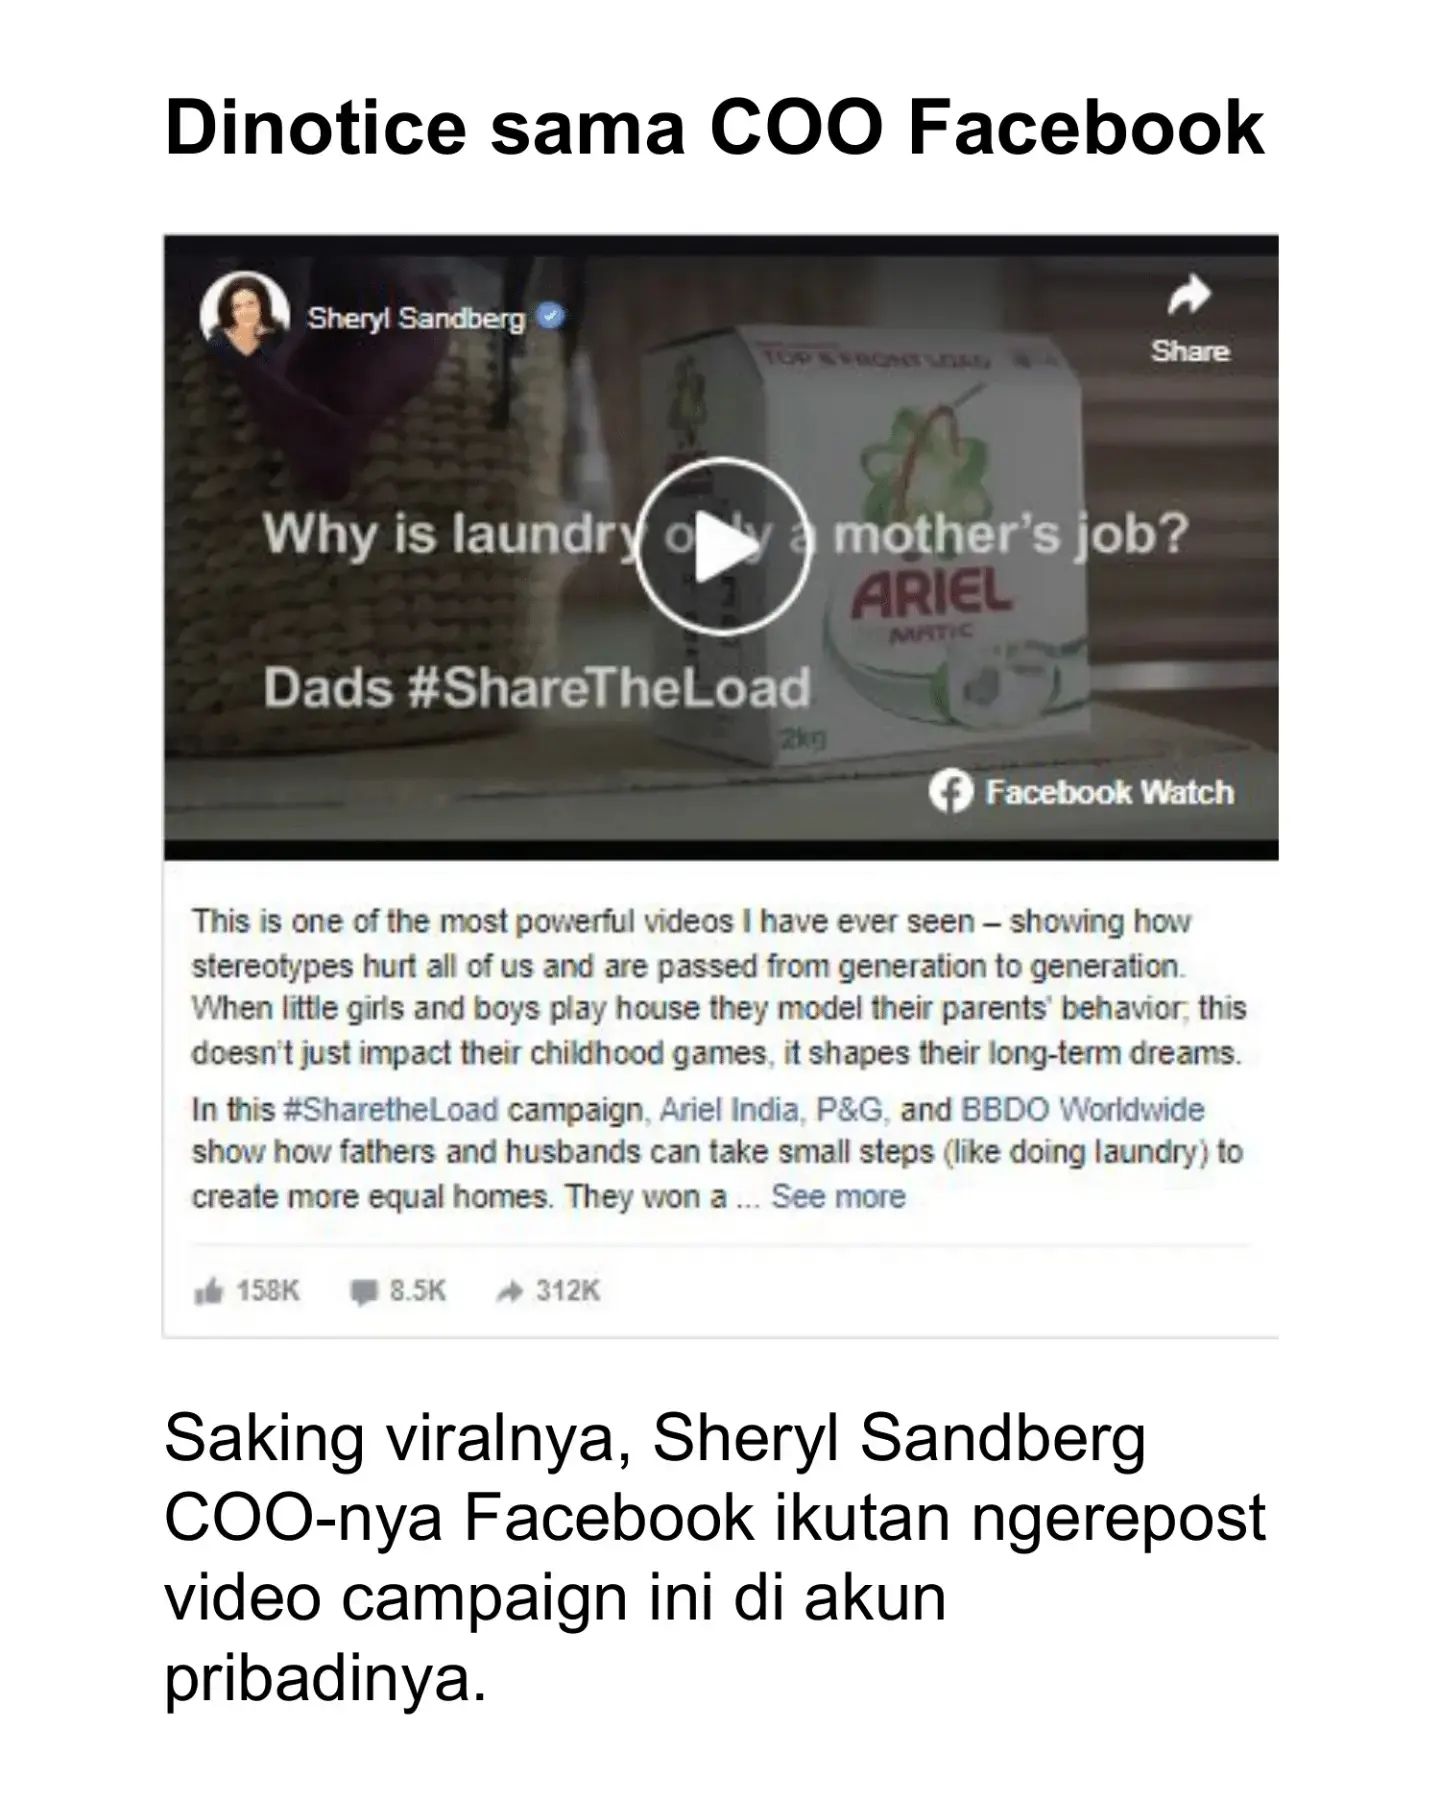 Dinotice sama COO Facebook
Sheryl Sandberg
Share
TOP & FRONT LOAD
Why is laundry only a mother's job?
ARIEL
MATIC
Dads #ShareTheLoad
2kg
Facebook Watch
This is one of the most powerful videos I have ever seen – showing how
stereotypes hurt all of us and are passed from generation to generation.
When little girls and boys play house they model their parents' behavior; this
doesn't just impact their childhood games, it shapes their long-term dreams.
In this #SharetheLoad campaign, Ariel India, P&G, and BBDO Worldwide
show how fathers and husbands can take small steps (like doing laundry) to
create more equal homes. They won a ... See more
158K 8.5K 312K
Saking viralnya, Sheryl Sandberg
COO-nya Facebook ikutan ngerepost
video campaign ini di akun
pribadinya.